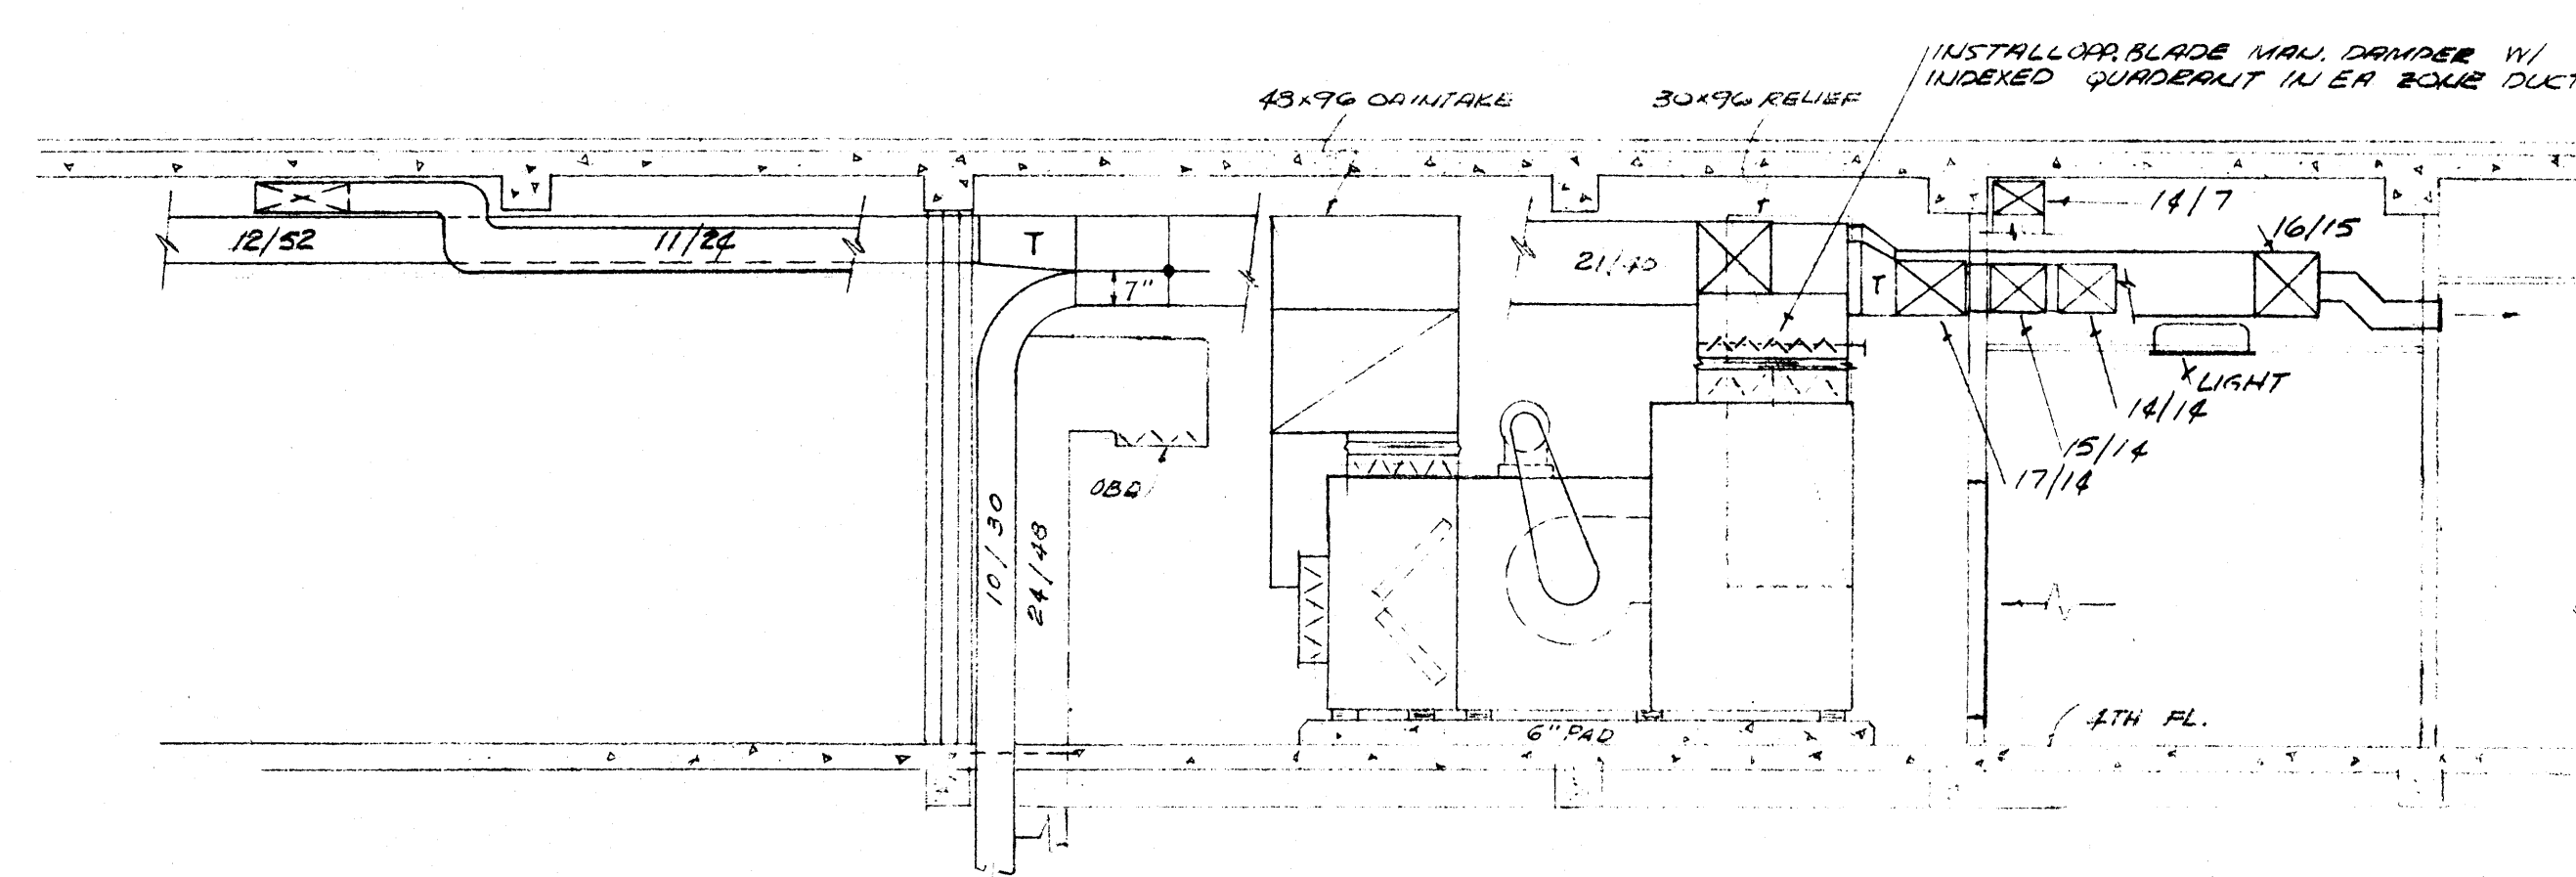 INSTALL OPP. BLADE MAN. DAMPER W/
INDEXED QUADRANT IN EA ZONE DUCT
48x96 OA INTAKE
30x96 RELIEF
14/7
16/15
12/52
11/24
T
7"
21/40
T
LIGHT
14/14
15/14
17/14
OBD
10/30
24/48
6" PAD
4TH FL.